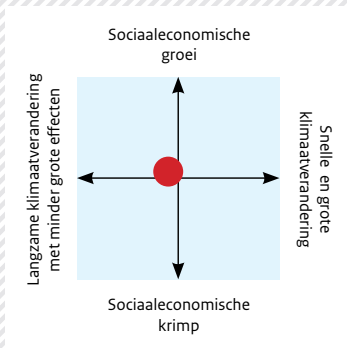 Sociaaleconomische
groei
Langzame klimaatverandering
met minder grote effecten
Snelle en grote
klimaatverandering
Sociaaleconomische
krimp